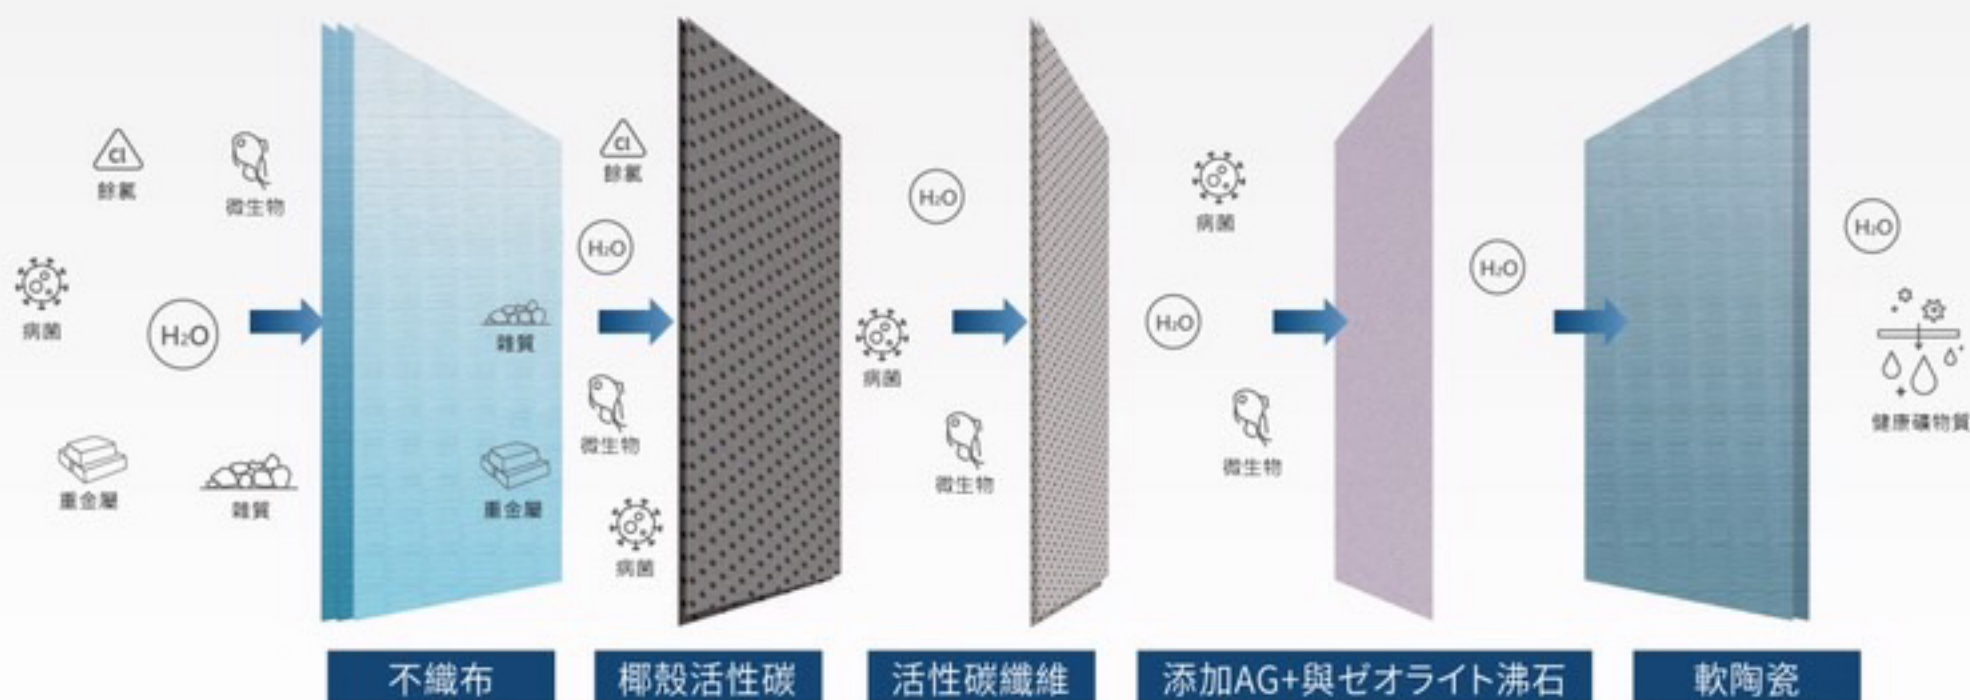 Cl
餘氯
微生物
病菌
H₂O
重金屬
雜質
雜質
重金屬
Cl
餘氯
H₂O
微生物
病菌
H₂O
病菌
微生物
病菌
H₂O
微生物
H₂O
H₂O
健康礦物質
不織布
椰殼活性碳
活性碳纖維
添加AG+與ゼオライト沸石
軟陶瓷